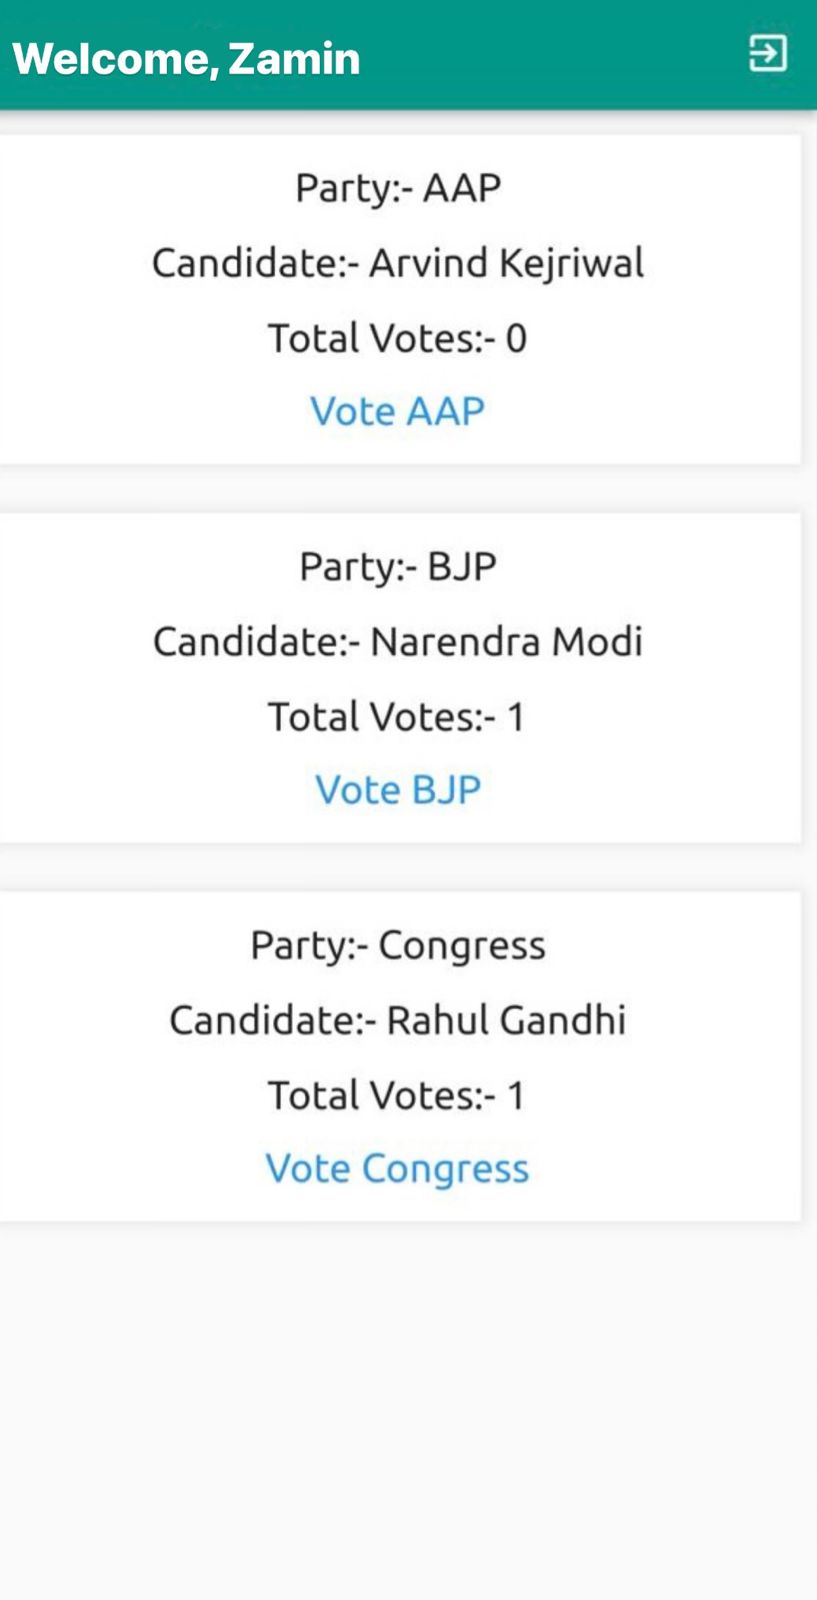 Welcome, Zamin
Party:- AAP
Candidate:- Arvind Kejriwal
Total Votes:- 0
Vote AAP
Party:- BJP
Candidate:- Narendra Modi
Total Votes:- 1
Vote BJP
Party:- Congress
Candidate:- Rahul Gandhi
Total Votes:- 1
Vote Congress